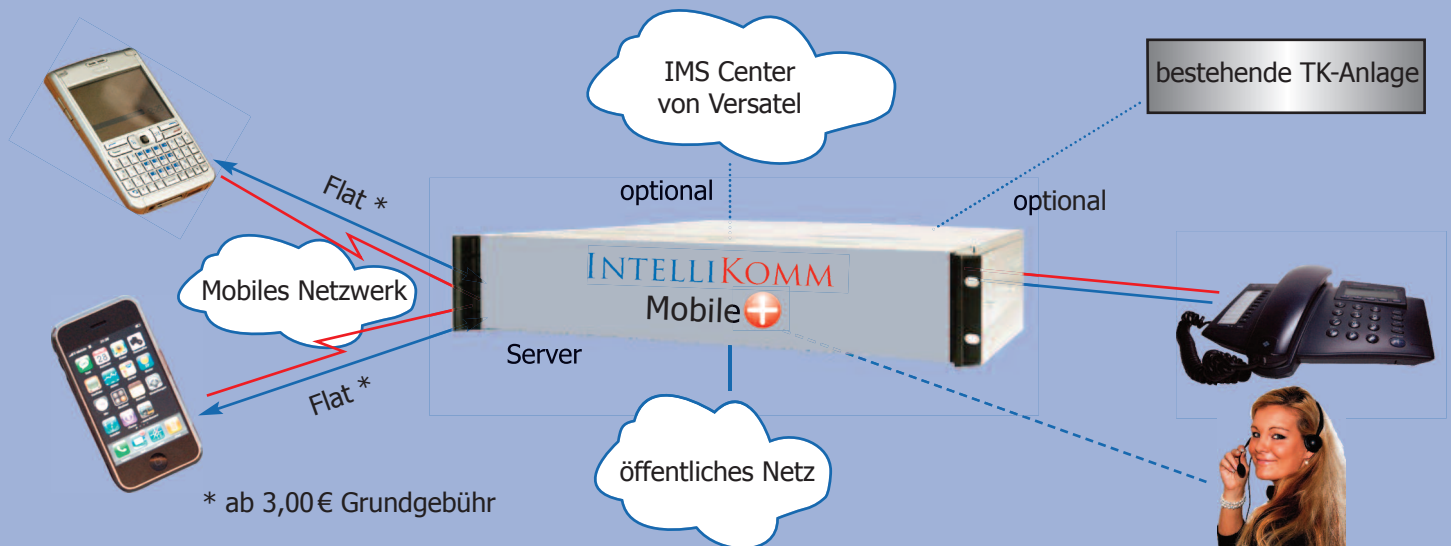 IMS Center
von Versatel
bestehende TK-Anlage
optional
optional
Flat *
Mobiles Netzwerk
INTELLIKOMM
Mobile
Server
Flat *
öffentliches Netz
* ab 3,00 € Grundgebühr